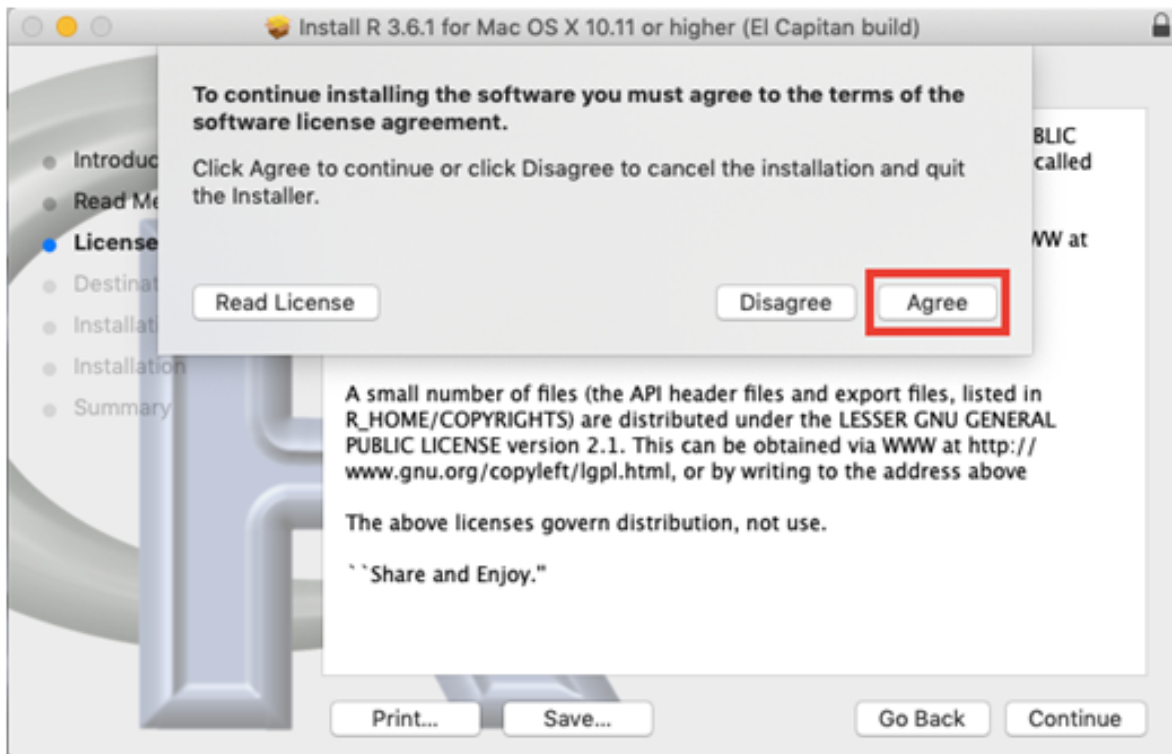 Install R 3.6.1 for Mac OS X 10.11 or higher (El Capitan build)
To continue installing the software you must agree to the terms of the
software license agreement.
Click Agree to continue or click Disagree to cancel the installation and quit
the Installer.
Read License
Disagree
Agree
Introduc
Read Me
License
Destinat
Installati
Installation
Summary
BLIC
called
WW at
A small number of files (the API header files and export files, listed in
R_HOME/COPYRIGHTS) are distributed under the LESSER GNU GENERAL
PUBLIC LICENSE version 2.1. This can be obtained via WWW at http://
www.gnu.org/copyleft/lgpl.html, or by writing to the address above
The above licenses govern distribution, not use.
``Share and Enjoy."
Print...
Save...
Go Back
Continue